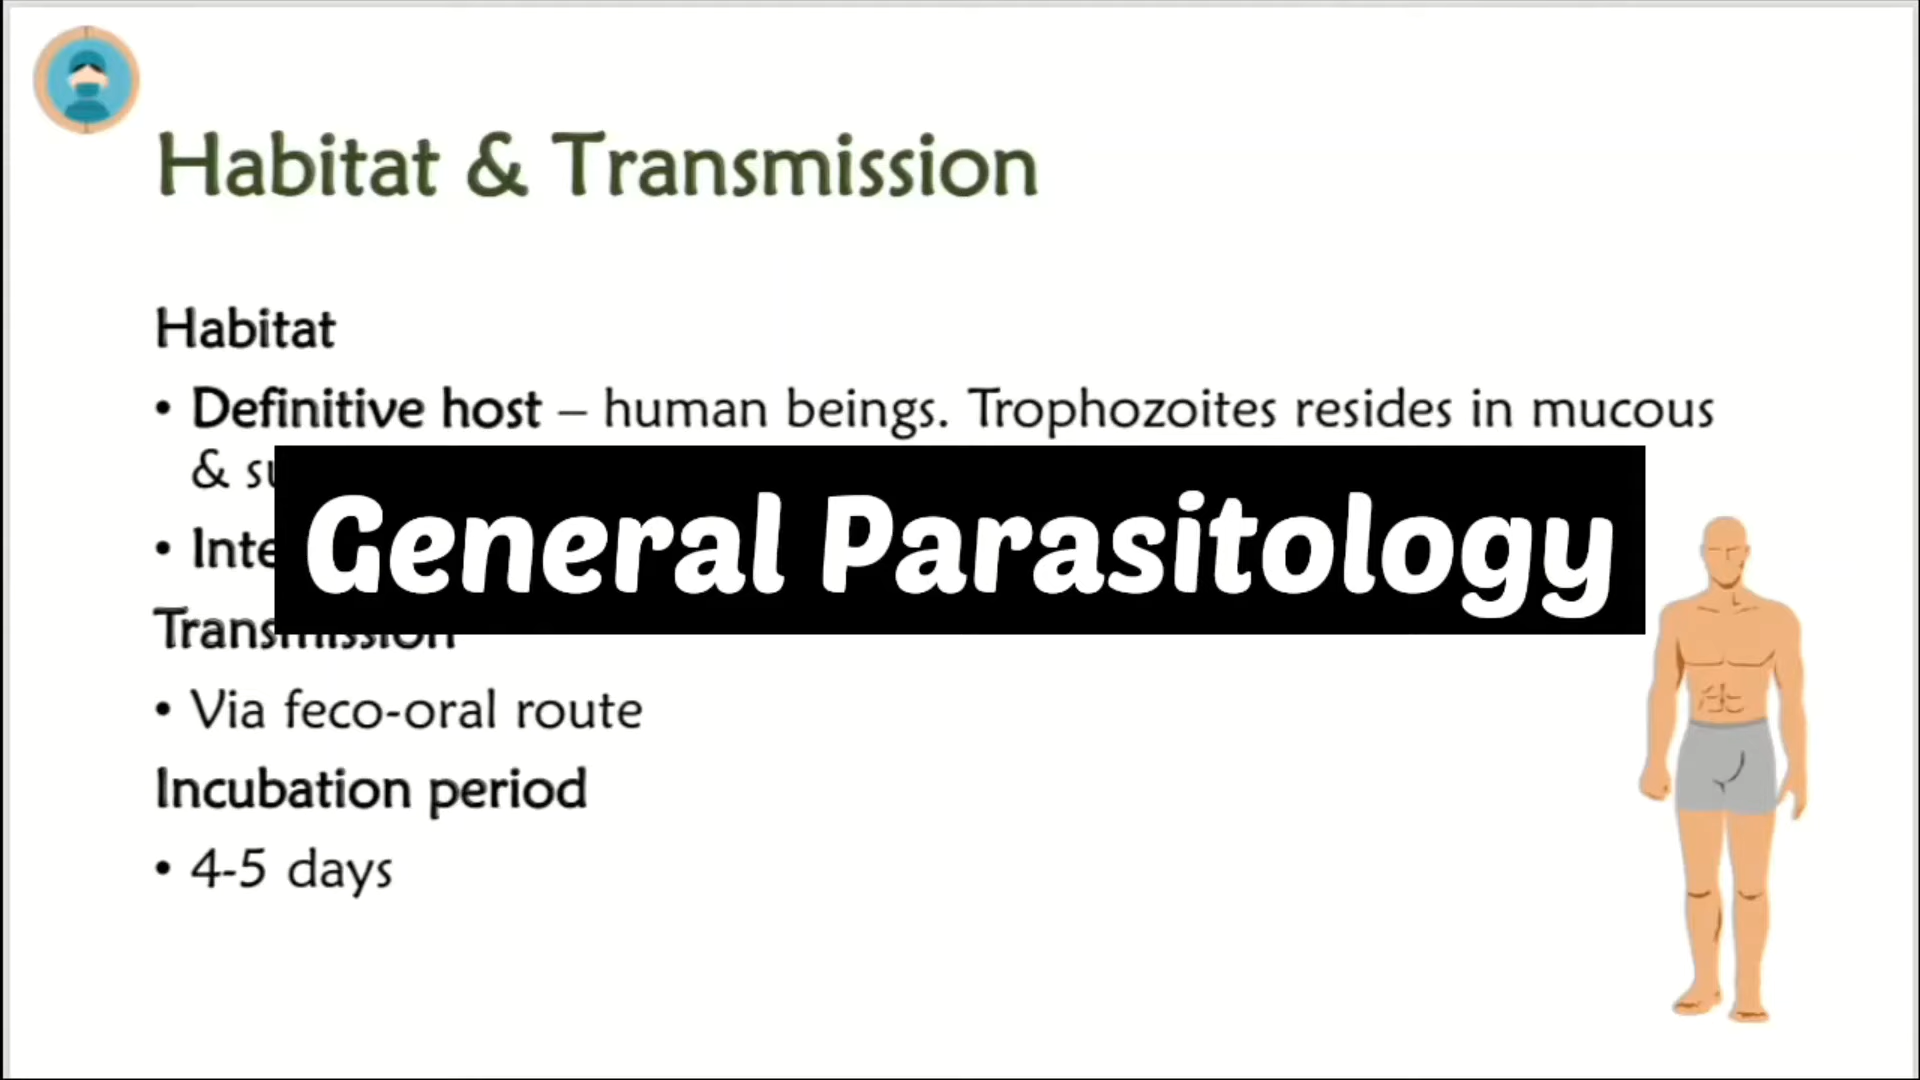 Habitat & Transmission
Habitat
• Definitive host – human beings. Trophozoites resides in mucous
&
General Parasitology
•
Transmission
• Via feco-oral route
Incubation period
• 4-5 days